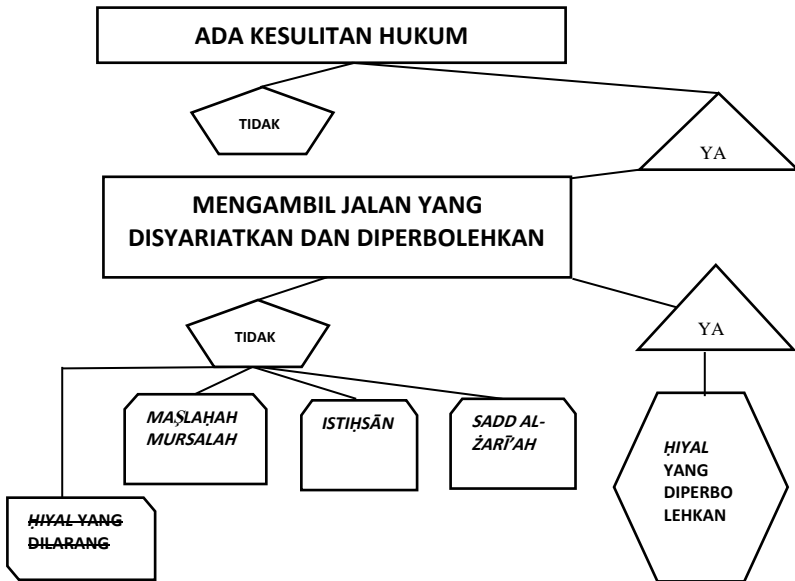 ADA KESULITAN HUKUM
TIDAK
YA
MENGAMBIL JALAN YANG
DISYARIATKAN DAN DIPERBOLEHKAN
TIDAK
YA
MAṢLAḤAH
MURSALAH
ISTIḤSĀN
SADD AL-
ŻARĪ’AH
ḤIYAL
YANG
DIPERBO
LEHKAN
ḤIYAL YANG
DILARANG